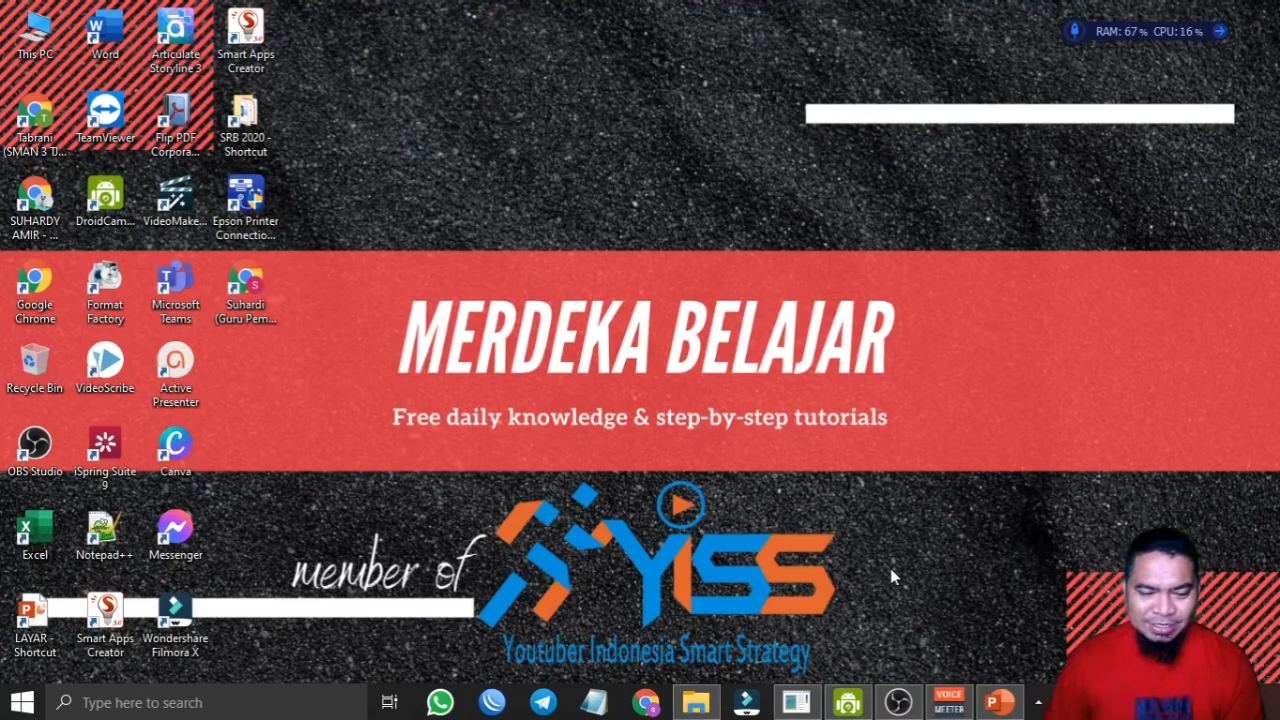 This PC
Word
Articulate
Storyline 3
Smart Apps
Creator
RAM: 67 % CPU: 16 %
Tabrani
(SMAN 3 TJ...
TeamViewer
Flip PDF
Corpora...
SRB 2020 -
Shortcut
SUHARDY
AMIR - ...
DroidCam...
VideoMake...
Epson Printer
Connectio...
Google
Chrome
Format
Factory
Microsoft
Teams
Suhardi
(Guru Pem...
MERDEKA BELAJAR
Free daily knowledge & step-by-step tutorials
Recycle Bin
VideoScribe
Active
Presenter
OBS Studio
iSpring Suite
9
Canva
Excel
Notepad++
Messenger
member of
YISS
Youtuber Indonesia Smart Strategy
LAYAR -
Shortcut
Smart Apps
Creator
Wondershare
Filmora X
Type here to search
VOICE
MEETER